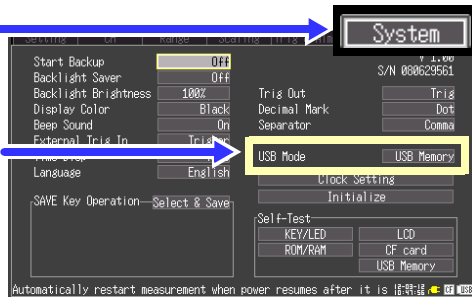 System
Setting Ch Range Scaling Trig
Start Backup Off
V 1.00
Backlight Saver Off
S/N 080629561
Backlight Brightness 100%
Trig Out Trig
Display Color Black
Decimal Mark Dot
Beep Sound On
Separator Comma
External Trig In
Language English
USB Mode USB Memory
Clock Setting
Initialize
SAVE Key Operation Select & Save
Self-Test
KEY/LED LCD
ROM/RAM CF card
USB Memory
Automatically restart measurement when power resumes after it is
CF USB